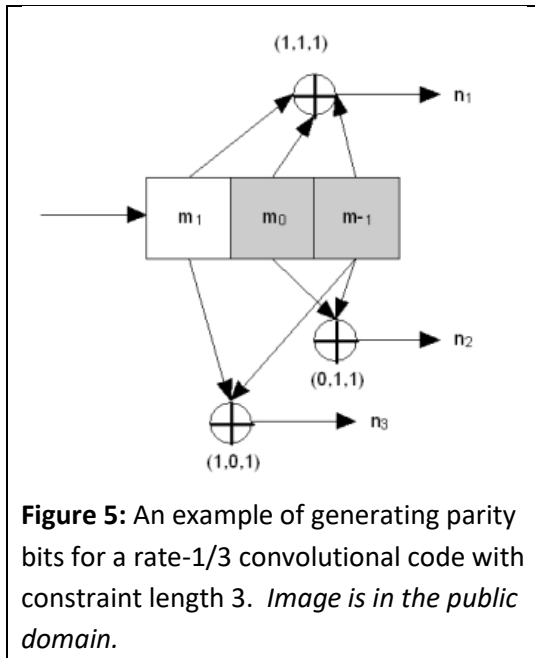 (1,1,1)
n₁
m₁ m₀ m-₁
n₂
(0,1,1)
n₃
(1,0,1)
Figure 5: An example of generating parity
bits for a rate-1/3 convolutional code with
constraint length 3. Image is in the public
domain.